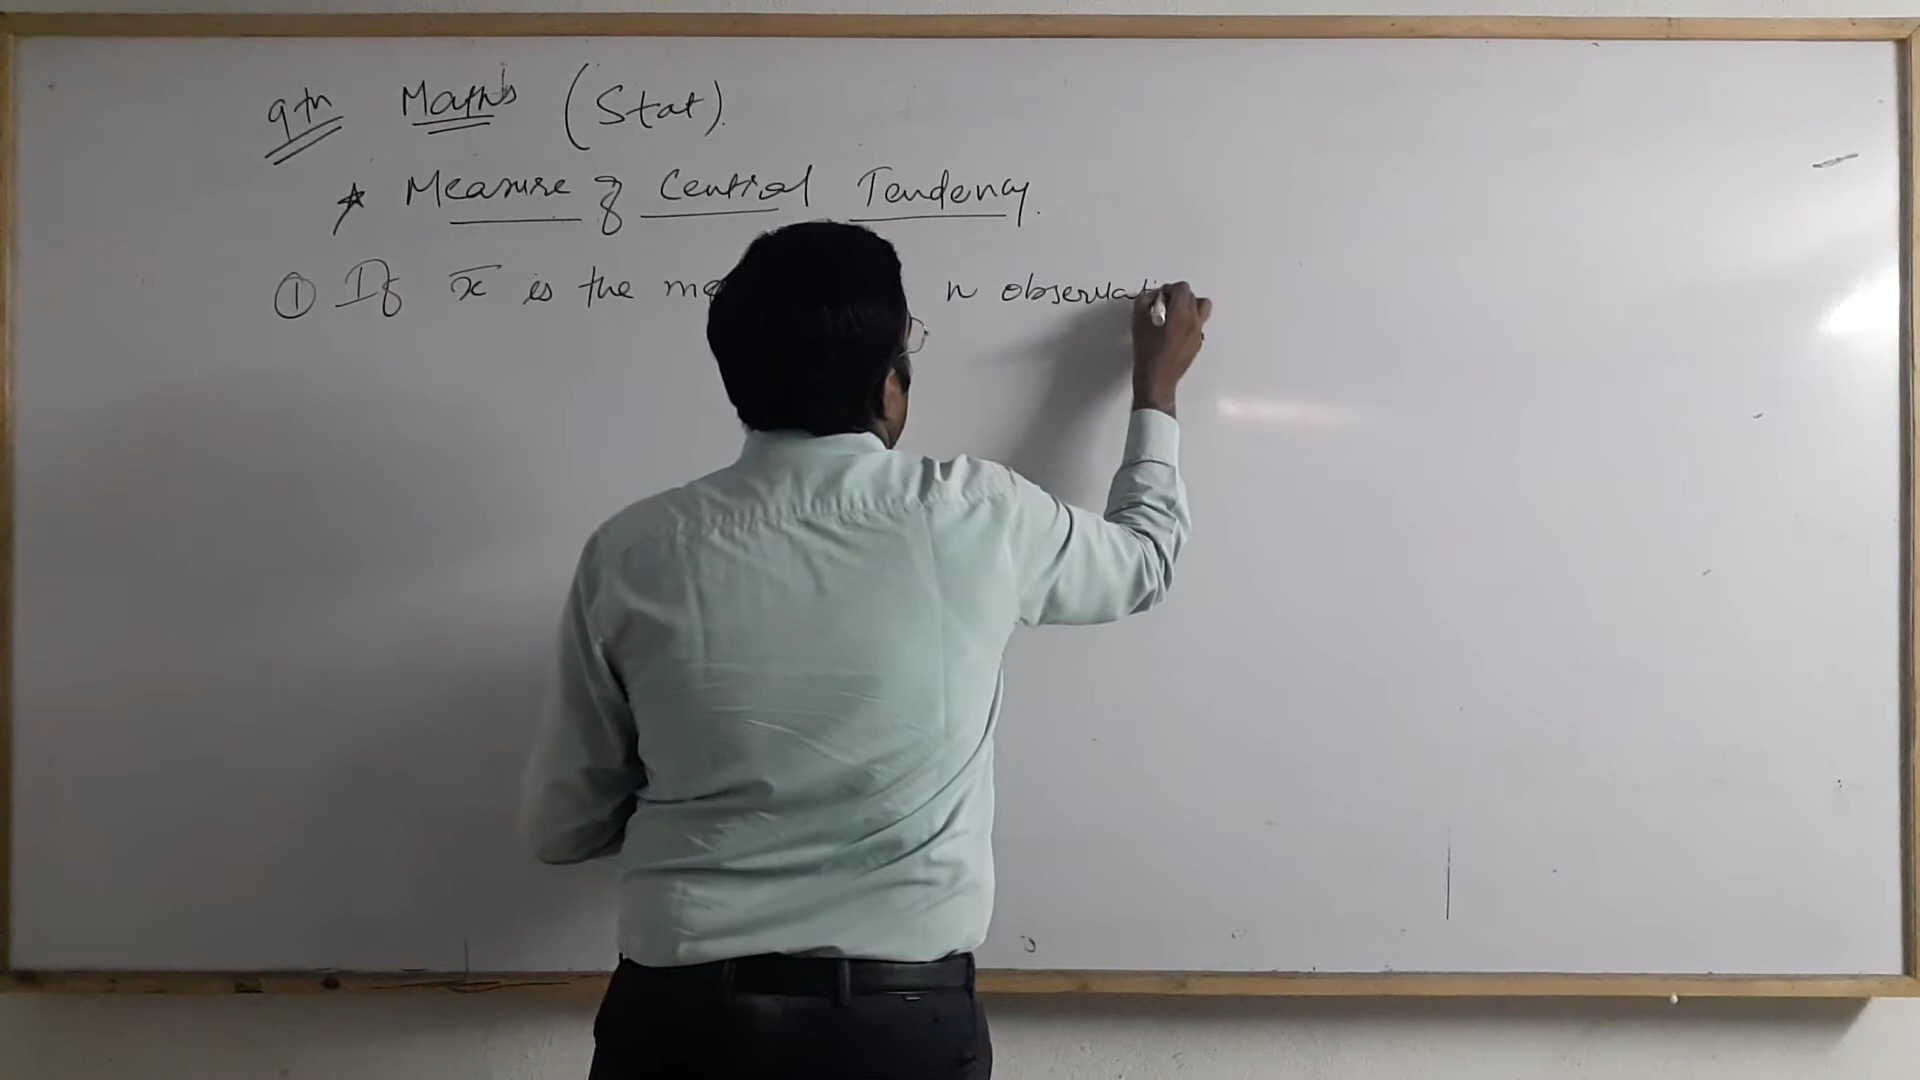 9th Maths (Stat).
* Measure of Central Tendency.
① If x̄ is the n observati